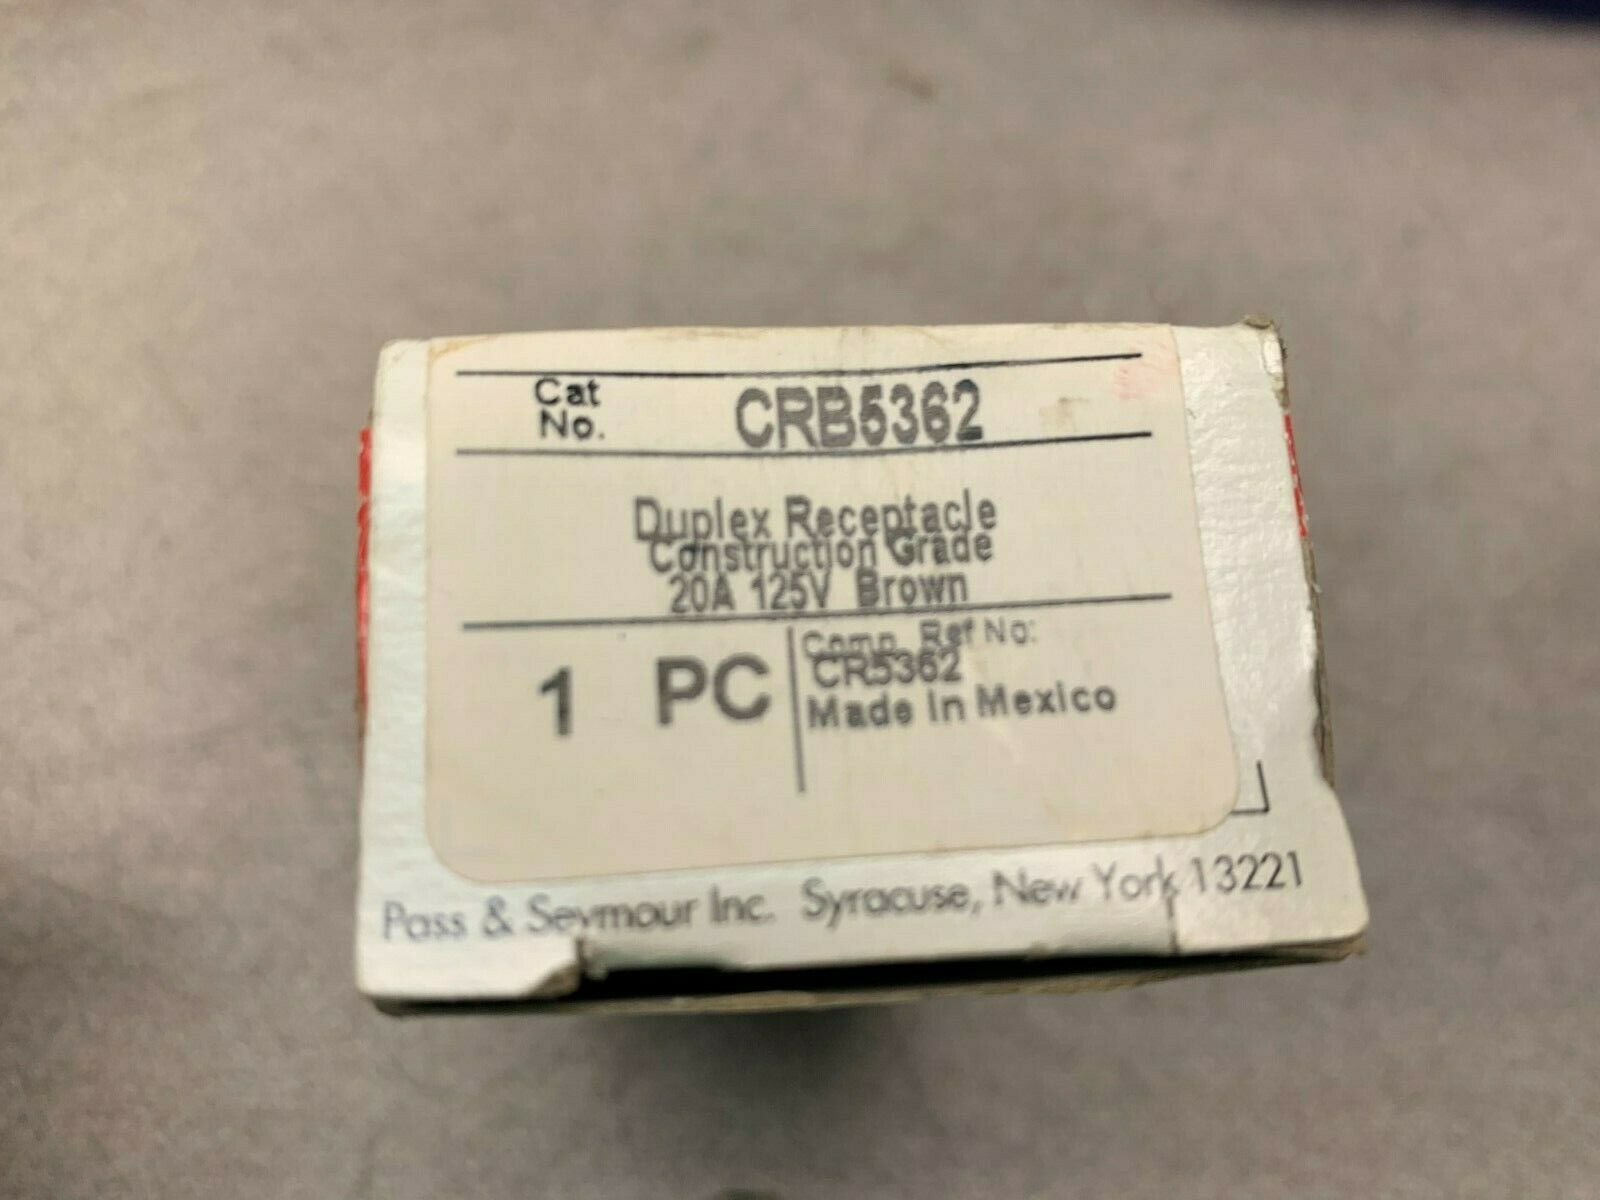 Cat No. CRB5362
Duplex Receptacle
Construction Grade
20A 125V Brown
1 PC
Comp. Ref No:
CR5362
Made In Mexico
Pass & Seymour Inc. Syracuse, New York 13221